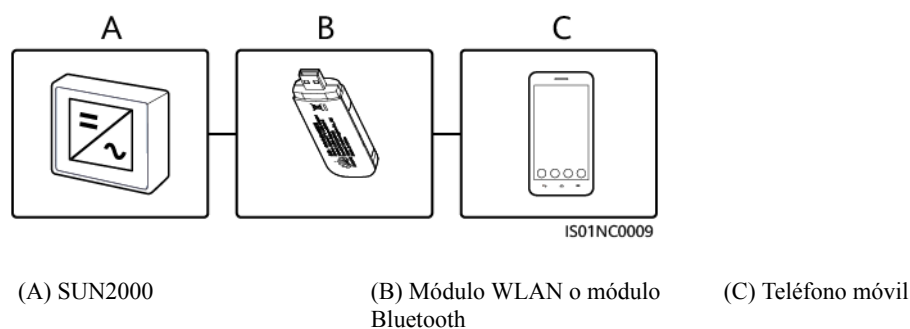 A B C
IS01NC0009
(A) SUN2000 (B) Módulo WLAN o módulo Bluetooth (C) Teléfono móvil